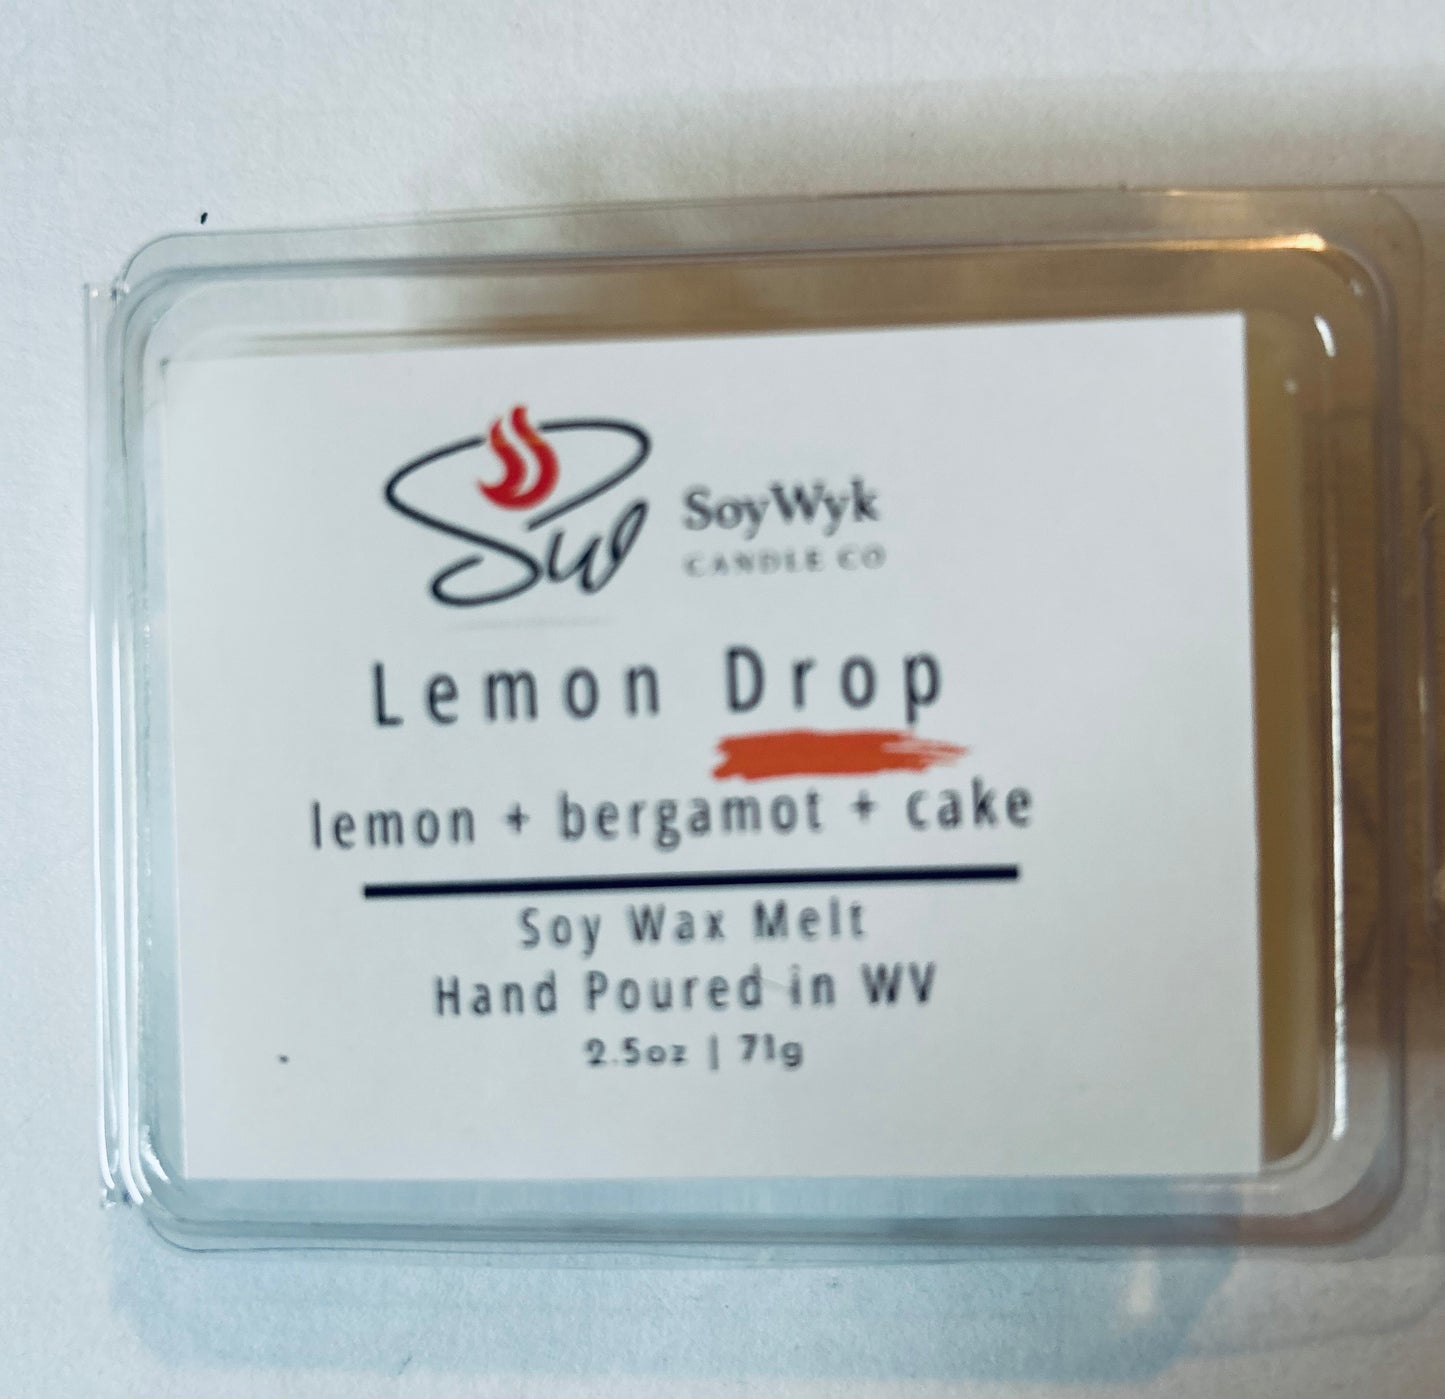 Sw
SoyWyk
CANDLE CO
Lemon Drop
lemon + bergamot + cake
Soy Wax Melt
Hand Poured in WV
2.5oz | 71g